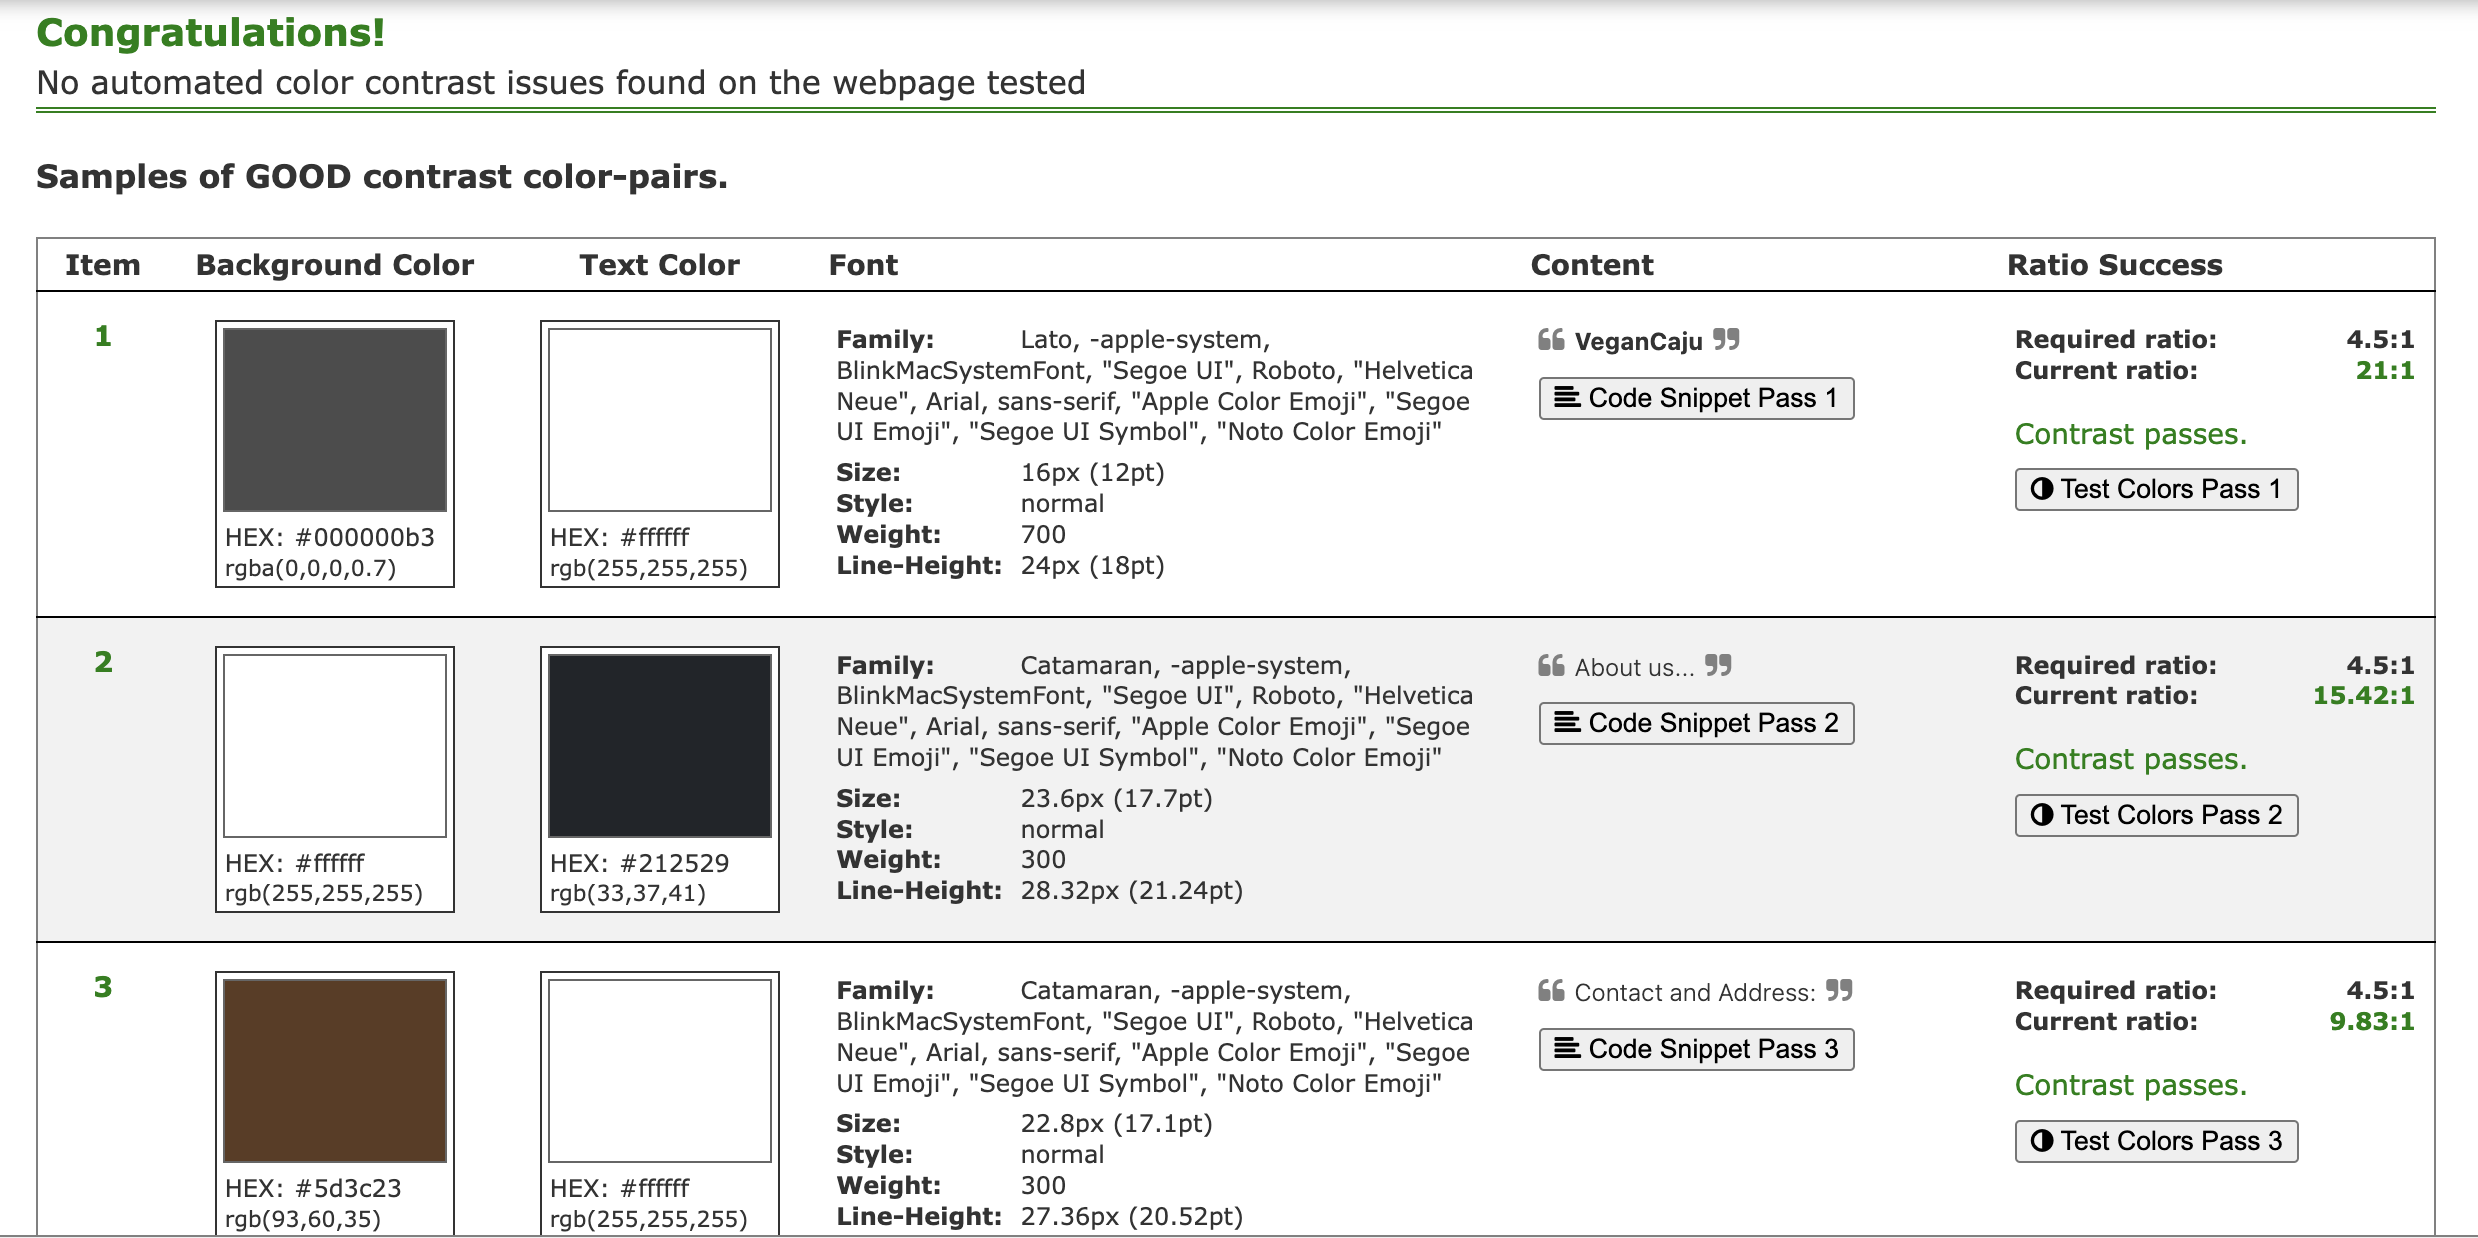 Congratulations!
No automated color contrast issues found on the webpage tested
Samples of GOOD contrast color-pairs.
Item Background Color Text Color Font Content Ratio Success
1
HEX: #000000b3
rgba(0,0,0,0.7)
HEX: #ffffff
rgb(255,255,255)
Family: Lato, -apple-system,
BlinkMacSystemFont, "Segoe UI", Roboto, "Helvetica
Neue", Arial, sans-serif, "Apple Color Emoji", "Segoe
UI Emoji", "Segoe UI Symbol", "Noto Color Emoji"
Size: 16px (12pt)
Style: normal
Weight: 700
Line-Height: 24px (18pt)
❝ VeganCaju ❞
Code Snippet Pass 1
Required ratio: 4.5:1
Current ratio: 21:1
Contrast passes.
Test Colors Pass 1
2
HEX: #ffffff
rgb(255,255,255)
HEX: #212529
rgb(33,37,41)
Family: Catamaran, -apple-system,
BlinkMacSystemFont, "Segoe UI", Roboto, "Helvetica
Neue", Arial, sans-serif, "Apple Color Emoji", "Segoe
UI Emoji", "Segoe UI Symbol", "Noto Color Emoji"
Size: 23.6px (17.7pt)
Style: normal
Weight: 300
Line-Height: 28.32px (21.24pt)
❝ About us... ❞
Code Snippet Pass 2
Required ratio: 4.5:1
Current ratio: 15.42:1
Contrast passes.
Test Colors Pass 2
3
HEX: #5d3c23
rgb(93,60,35)
HEX: #ffffff
rgb(255,255,255)
Family: Catamaran, -apple-system,
BlinkMacSystemFont, "Segoe UI", Roboto, "Helvetica
Neue", Arial, sans-serif, "Apple Color Emoji", "Segoe
UI Emoji", "Segoe UI Symbol", "Noto Color Emoji"
Size: 22.8px (17.1pt)
Style: normal
Weight: 300
Line-Height: 27.36px (20.52pt)
❝ Contact and Address: ❞
Code Snippet Pass 3
Required ratio: 4.5:1
Current ratio: 9.83:1
Contrast passes.
Test Colors Pass 3